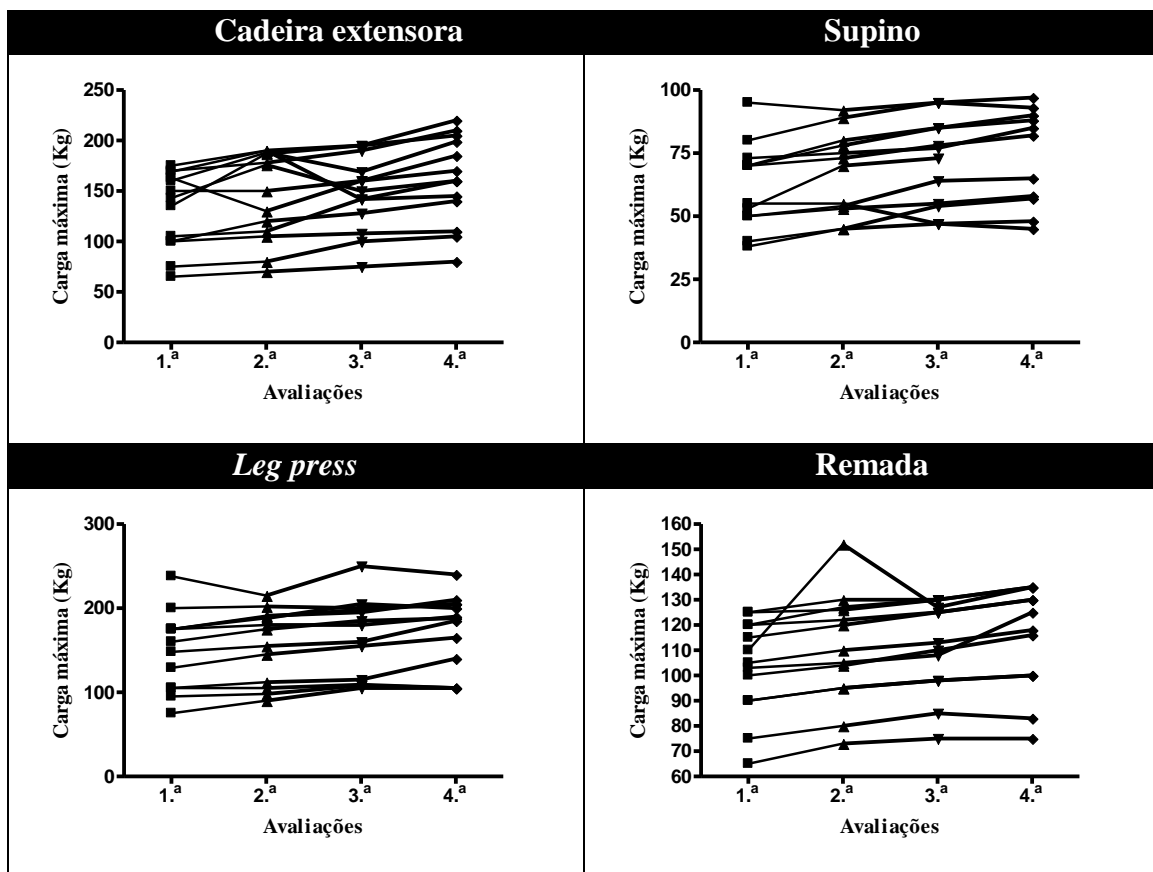 Cadeira extensora
Supino
Carga máxima (Kg)
250
200
150
100
50
0
1.ª 2.ª 3.ª 4.ª
Avaliações
Carga máxima (Kg)
100
75
50
25
0
1.ª 2.ª 3.ª 4.ª
Avaliações
Leg press
Remada
Carga máxima (Kg)
300
200
100
0
1.ª 2.ª 3.ª 4.ª
Avaliações
Carga máxima (Kg)
160
150
140
130
120
110
100
90
80
70
60
1.ª 2.ª 3.ª 4.ª
Avaliações